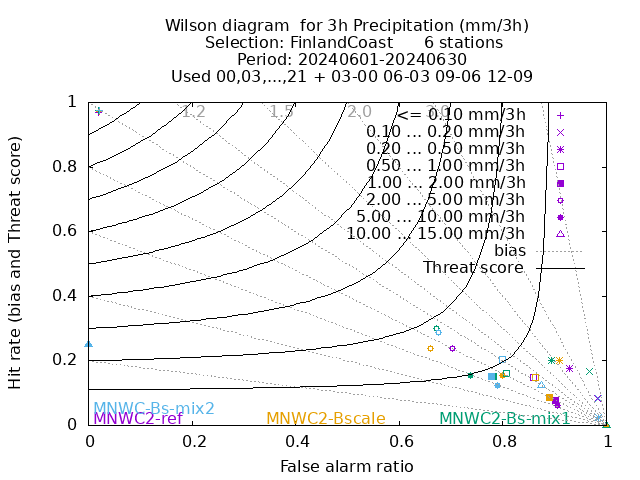 Wilson diagram  for 3h Precipitation (mm/3h)
Selection: FinlandCoast      6 stations
Period: 20240601-20240630
Used 00,03,...,21 + 03-00 06-03 09-06 12-09
1.2 1.5 2.0 3.0
<= 0.10 mm/3h
0.10 ... 0.20 mm/3h
0.20 ... 0.50 mm/3h
0.50 ... 1.00 mm/3h
1.00 ... 2.00 mm/3h
2.00 ... 5.00 mm/3h
5.00 ... 10.00 mm/3h
10.00 ... 15.00 mm/3h
bias
Threat score
Hit rate (bias and Threat score)
1
0.8
0.6
0.4
0.2
0
MNWC-Bs-mix2
MNWC2-ref MNWC2-Bscale MNWC2-Bs-mix1
0 0.2 0.4 0.6 0.8 1
False alarm ratio